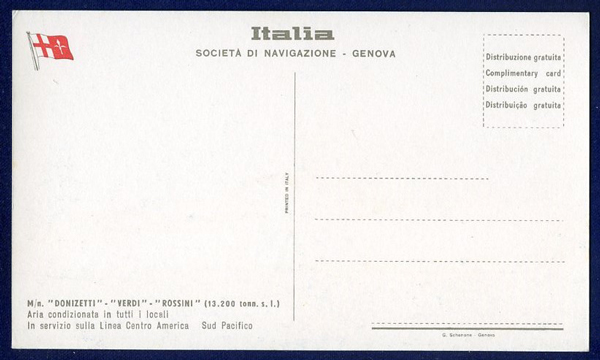 Italia
SOCIETÀ DI NAVIGAZIONE - GENOVA
Distribuzione gratuita
Complimentary card
Distribución gratuita
Distribuição gratuita
PRINTED IN ITALY
M/n. "DONIZETTI" - "VERDI" - "ROSSINI" (13.200 tonn. s. l.)
Aria condizionata in tutti i locali
In servizio sulla Linea Centro America Sud Pacifico
G. Schenone - Genova